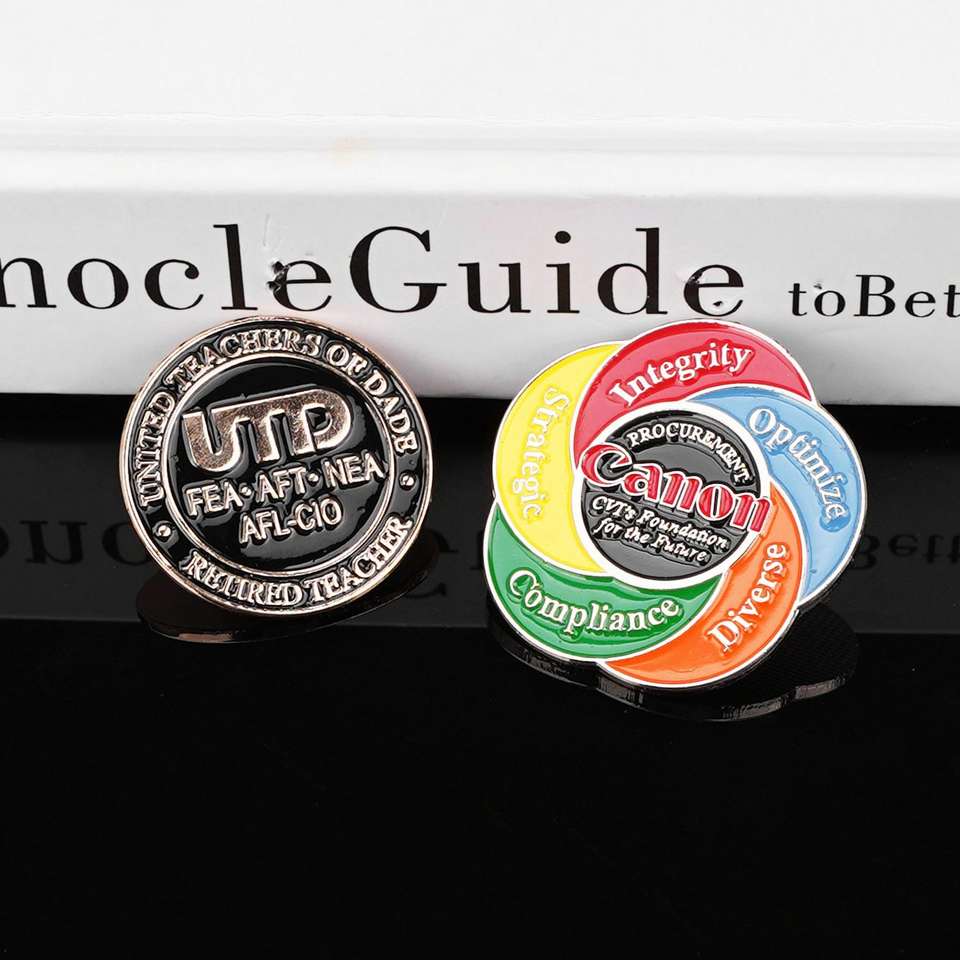 nocleGuide toBet
UNITED TEACHERS OF DADE
UTD
FEA•AFT•NEA
AFL-CIO
RETIRED TEACHER
Integrity
Optimize
Diverse
Compliance
Strategic
PROCUREMENT
Canon
CVI's Foundation
for the Future!